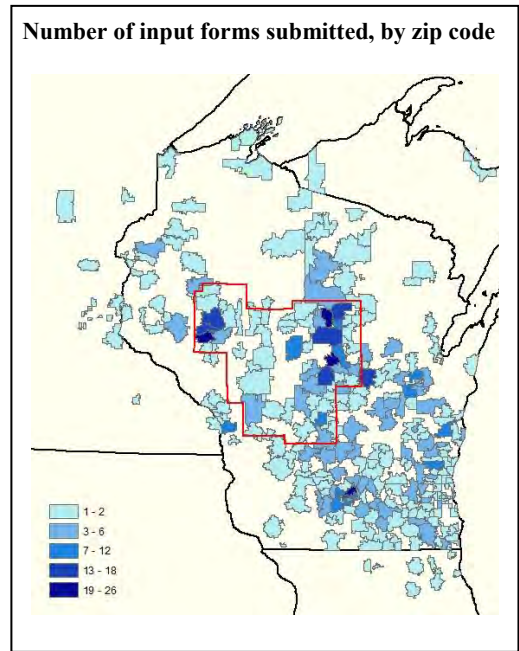 Number of input forms submitted, by zip code
1 - 2
3 - 6
7 - 12
13 - 18
19 - 26